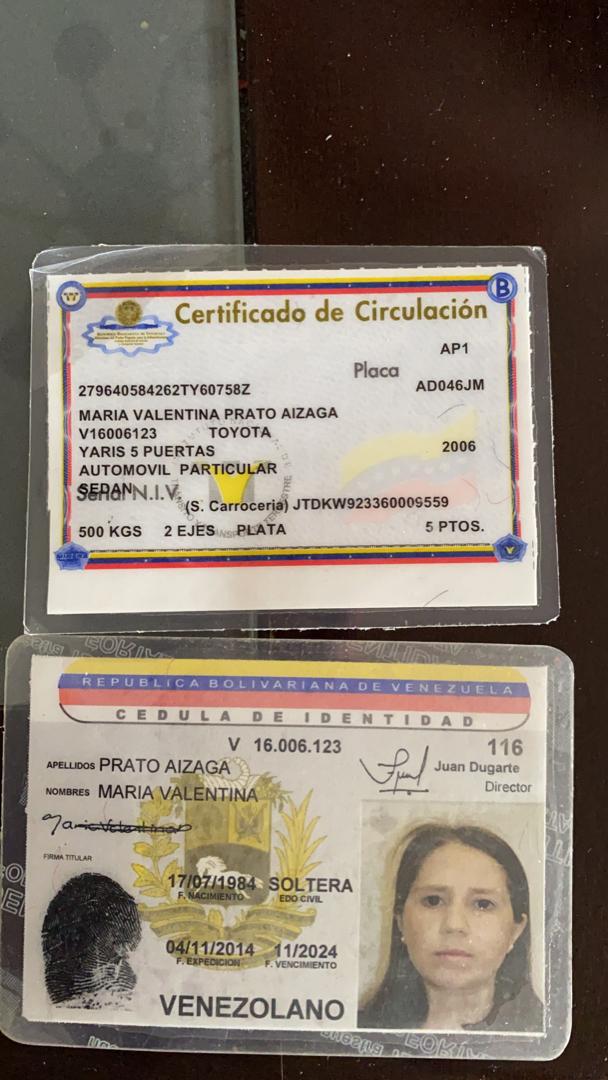 B
Certificado de Circulación
AP1
Placa
279640584262TY60758Z AD046JM
MARIA VALENTINA PRATO AIZAGA
V16006123 TOYOTA
YARIS 5 PUERTAS 2006
AUTOMOVIL PARTICULAR
SEDAN
Serial N.I.V.
(S. Carroceria) JTDKW923360009559
500 KGS 2 EJES PLATA 5 PTOS.
REPUBLICA BOLIVARIANA DE VENEZUELA
CEDULA DE IDENTIDAD
V 16.006.123 116
APELLIDOS PRATO AIZAGA Juan Dugarte
NOMBRES MARIA VALENTINA Director
FIRMA TITULAR
17/07/1984 SOLTERA
F. NACIMIENTO EDO CIVIL
04/11/2014 11/2024
F. EXPEDICION F. VENCIMIENTO
VENEZOLANO